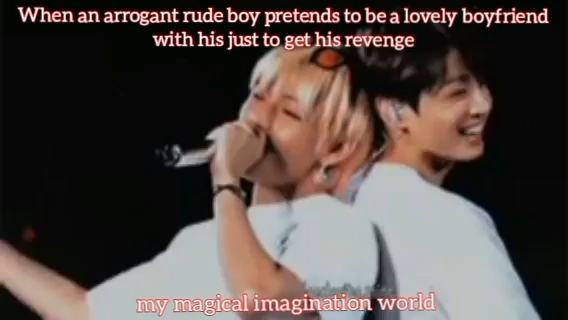 When an arrogant rude boy pretends to be a lovely boyfriend
with his just to get his revenge
my magical imagination world